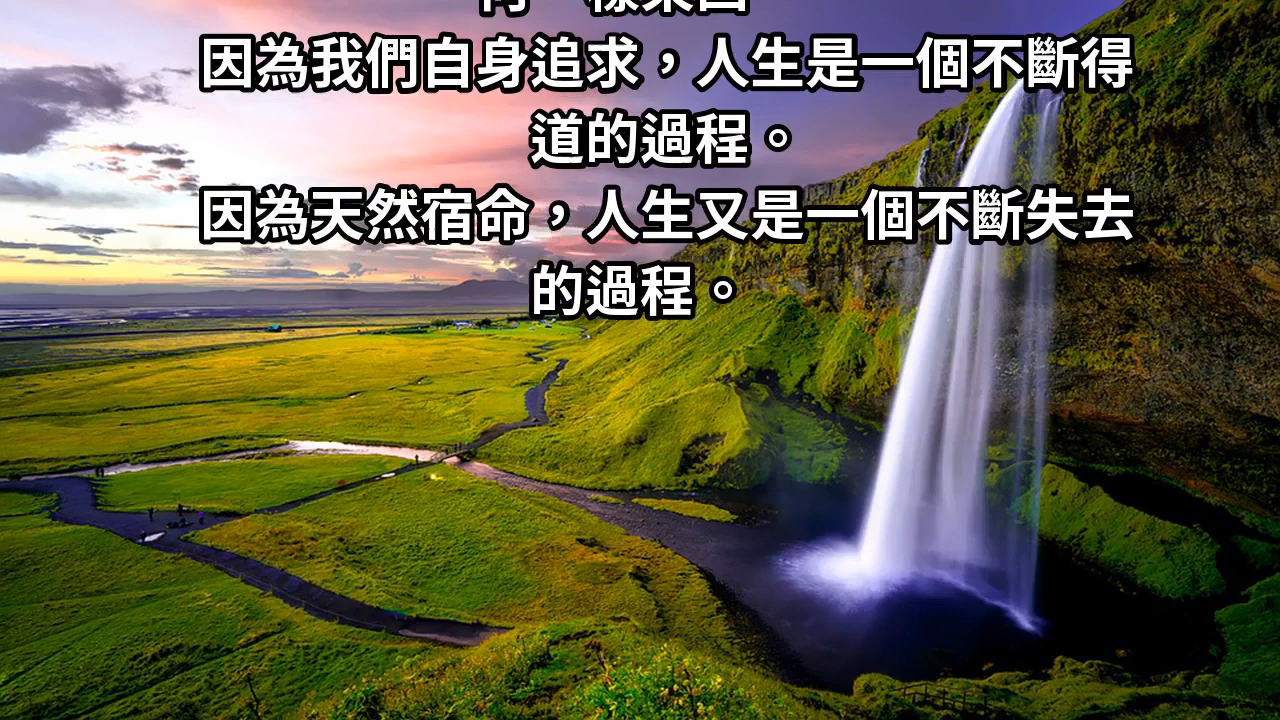 因為我們自身追求，人生是一個不斷得
道的過程。
因為天然宿命，人生又是一個不斷失去
的過程。